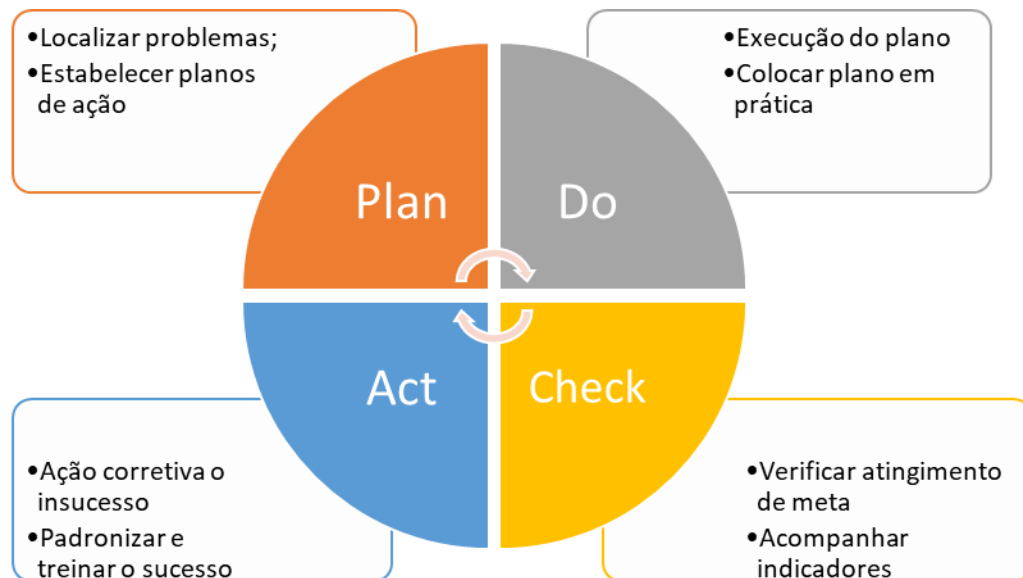 •Localizar problemas;
•Estabelecer planos
de ação
•Execução do plano
•Colocar plano em
prática
Plan
Do
Act
Check
•Ação corretiva o
insucesso
•Padronizar e
treinar o sucesso
•Verificar atingimento
de meta
•Acompanhar
indicadores